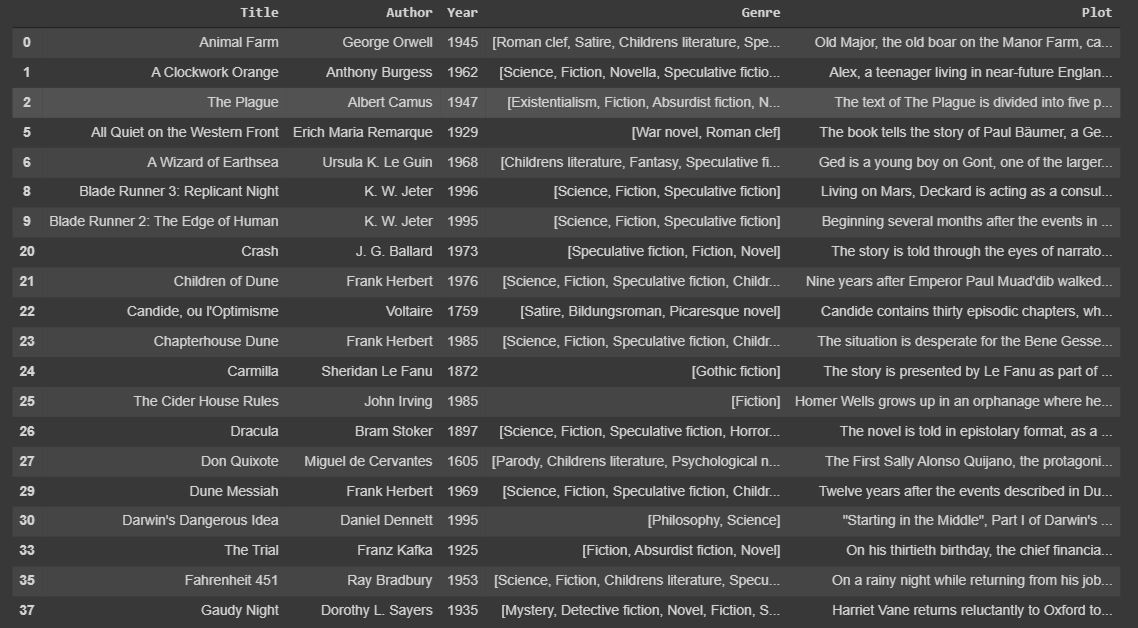 Title Author Year Genre Plot
0 Animal Farm George Orwell 1945 [Roman clef, Satire, Childrens literature, Spe... Old Major, the old boar on the Manor Farm, ca...
1 A Clockwork Orange Anthony Burgess 1962 [Science, Fiction, Novella, Speculative fictio... Alex, a teenager living in near-future Englan...
2 The Plague Albert Camus 1947 [Existentialism, Fiction, Absurdist fiction, N... The text of The Plague is divided into five p...
5 All Quiet on the Western Front Erich Maria Remarque 1929 [War novel, Roman clef] The book tells the story of Paul Bäumer, a Ge...
6 A Wizard of Earthsea Ursula K. Le Guin 1968 [Childrens literature, Fantasy, Speculative fi... Ged is a young boy on Gont, one of the larger...
8 Blade Runner 3: Replicant Night K. W. Jeter 1996 [Science, Fiction, Speculative fiction] Living on Mars, Deckard is acting as a consul...
9 Blade Runner 2: The Edge of Human K. W. Jeter 1995 [Science, Fiction, Speculative fiction] Beginning several months after the events in ...
20 Crash J. G. Ballard 1973 [Speculative fiction, Fiction, Novel] The story is told through the eyes of narrato...
21 Children of Dune Frank Herbert 1976 [Science, Fiction, Speculative fiction, Childr... Nine years after Emperor Paul Muad'dib walked...
22 Candide, ou l'Optimisme Voltaire 1759 [Satire, Bildungsroman, Picaresque novel] Candide contains thirty episodic chapters, wh...
23 Chapterhouse Dune Frank Herbert 1985 [Science, Fiction, Speculative fiction, Childr... The situation is desperate for the Bene Gesse...
24 Carmilla Sheridan Le Fanu 1872 [Gothic fiction] The story is presented by Le Fanu as part of ...
25 The Cider House Rules John Irving 1985 [Fiction] Homer Wells grows up in an orphanage where he...
26 Dracula Bram Stoker 1897 [Science, Fiction, Speculative fiction, Horror... The novel is told in epistolary format, as a ...
27 Don Quixote Miguel de Cervantes 1605 [Parody, Childrens literature, Psychological n... The First Sally Alonso Quijano, the protagoni...
29 Dune Messiah Frank Herbert 1969 [Science, Fiction, Speculative fiction, Childr... Twelve years after the events described in Du...
30 Darwin's Dangerous Idea Daniel Dennett 1995 [Philosophy, Science] "Starting in the Middle", Part I of Darwin's ...
33 The Trial Franz Kafka 1925 [Fiction, Absurdist fiction, Novel] On his thirtieth birthday, the chief financia...
35 Fahrenheit 451 Ray Bradbury 1953 [Science, Fiction, Childrens literature, Specu... On a rainy night while returning from his job...
37 Gaudy Night Dorothy L. Sayers 1935 [Mystery, Detective fiction, Novel, Fiction, S... Harriet Vane returns reluctantly to Oxford to...